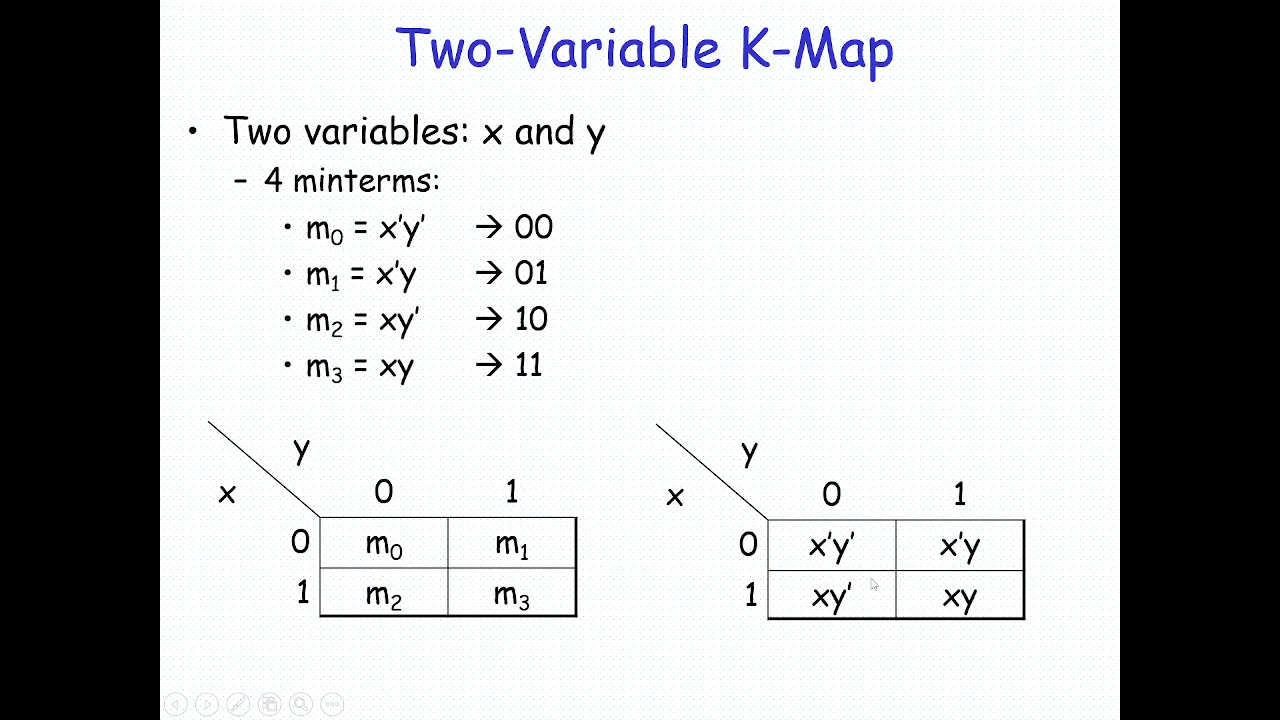 Two-Variable K-Map
• Two variables: x and y
– 4 minterms:
• m₀ = x'y' → 00
• m₁ = x'y → 01
• m₂ = xy' → 10
• m₃ = xy → 11
y
x 0 1
0 m₀ m₁
1 m₂ m₃
y
x 0 1
0 x'y' x'y
1 xy' xy